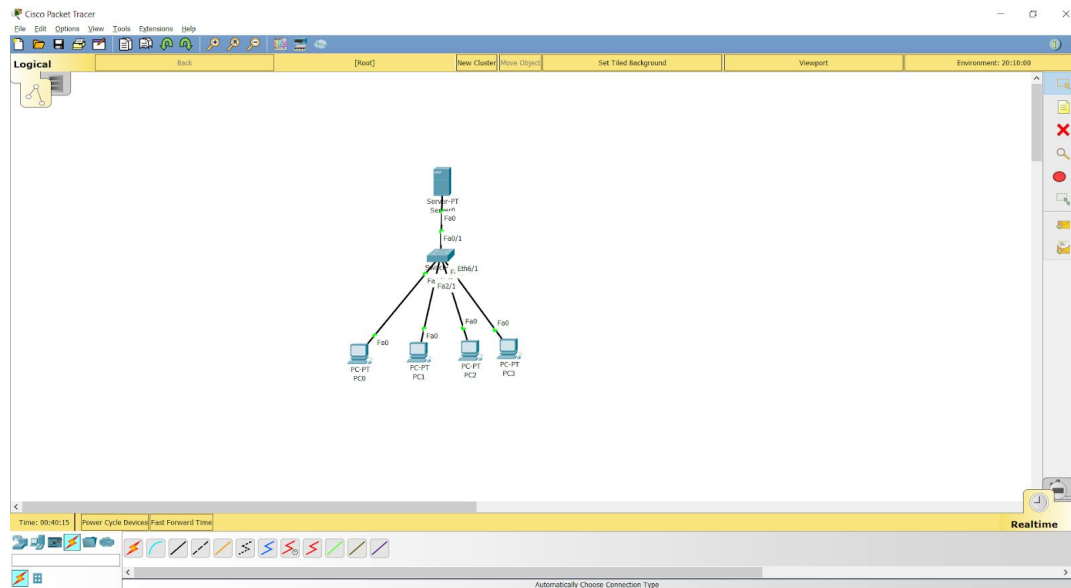 Cisco Packet Tracer
File Edit Options View Tools Extensions Help
Logical Back [Root] New Cluster Move Object Set Tiled Background Viewport Environment: 20:10:00
Server-PT
Fa0
Fa0/1
Eth6/1
Fa2/1
Fa0 Fa0
Fa0
Fa0
PC-PT PC-PT PC-PT PC-PT
PC0 PC1 PC2 PC3
Time: 00:40:15 Power Cycle Devices Fast Forward Time Realtime
Automatically Choose Connection Type